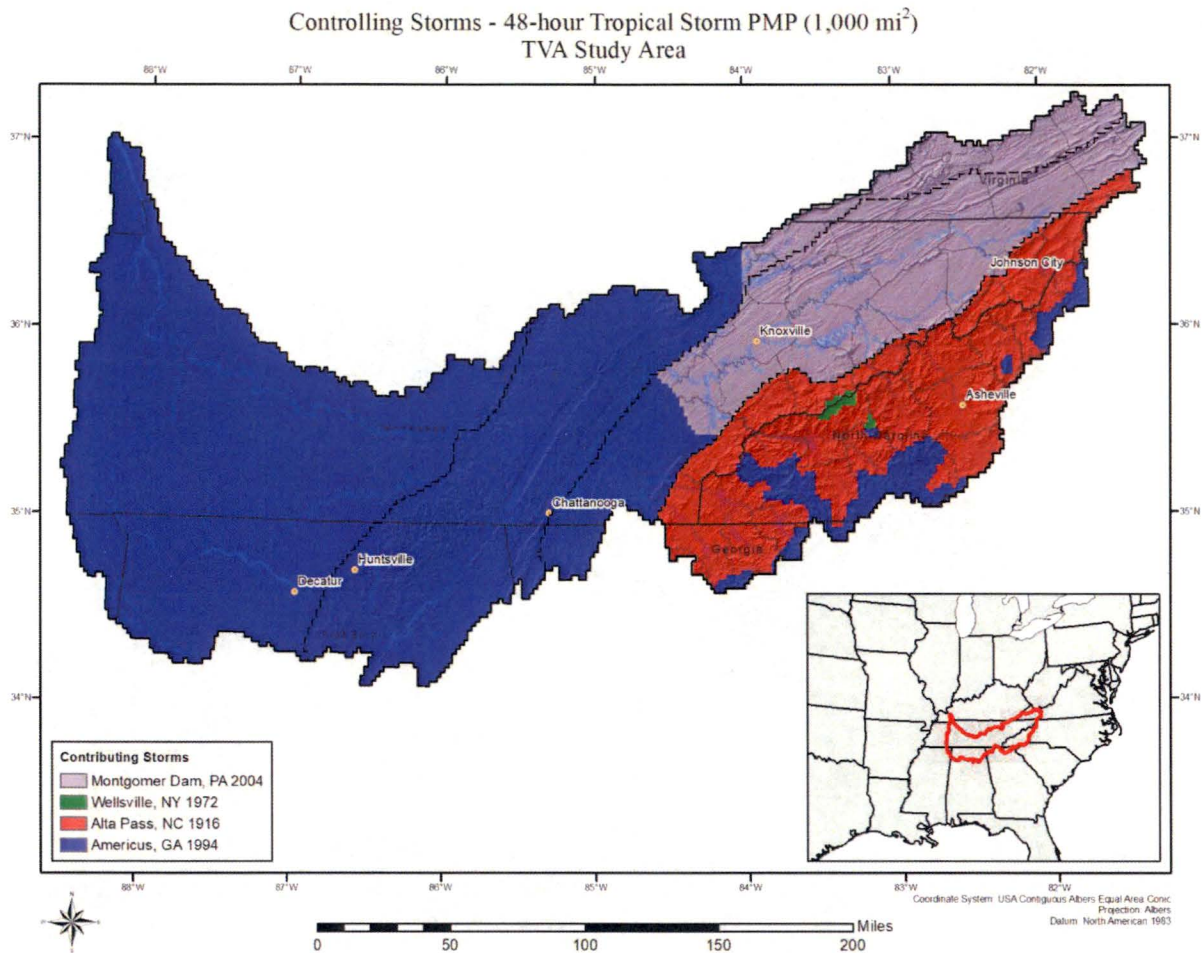 Controlling Storms - 48-hour Tropical Storm PMP (1,000 mi²)
TVA Study Area
88°W 87°W 86°W 85°W 84°W 83°W 82°W
37°N 37°N
Virginia
Johnson City
36°N 36°N
Knoxville
Asheville
North Carolina
35°N 35°N
Chattanooga
Georgia
Huntsville
Decatur
34°N 34°N
Contributing Storms
Montgomer Dam, PA 2004
Wellsville, NY 1972
Alta Pass, NC 1916
Americus, GA 1994
88°W 87°W 86°W 85°W 84°W 83°W 82°W
Coordinate System: USA Contiguous Albers Equal Area Conic
Projection: Albers
Datum: North American 1983
N
Miles
0 50 100 150 200